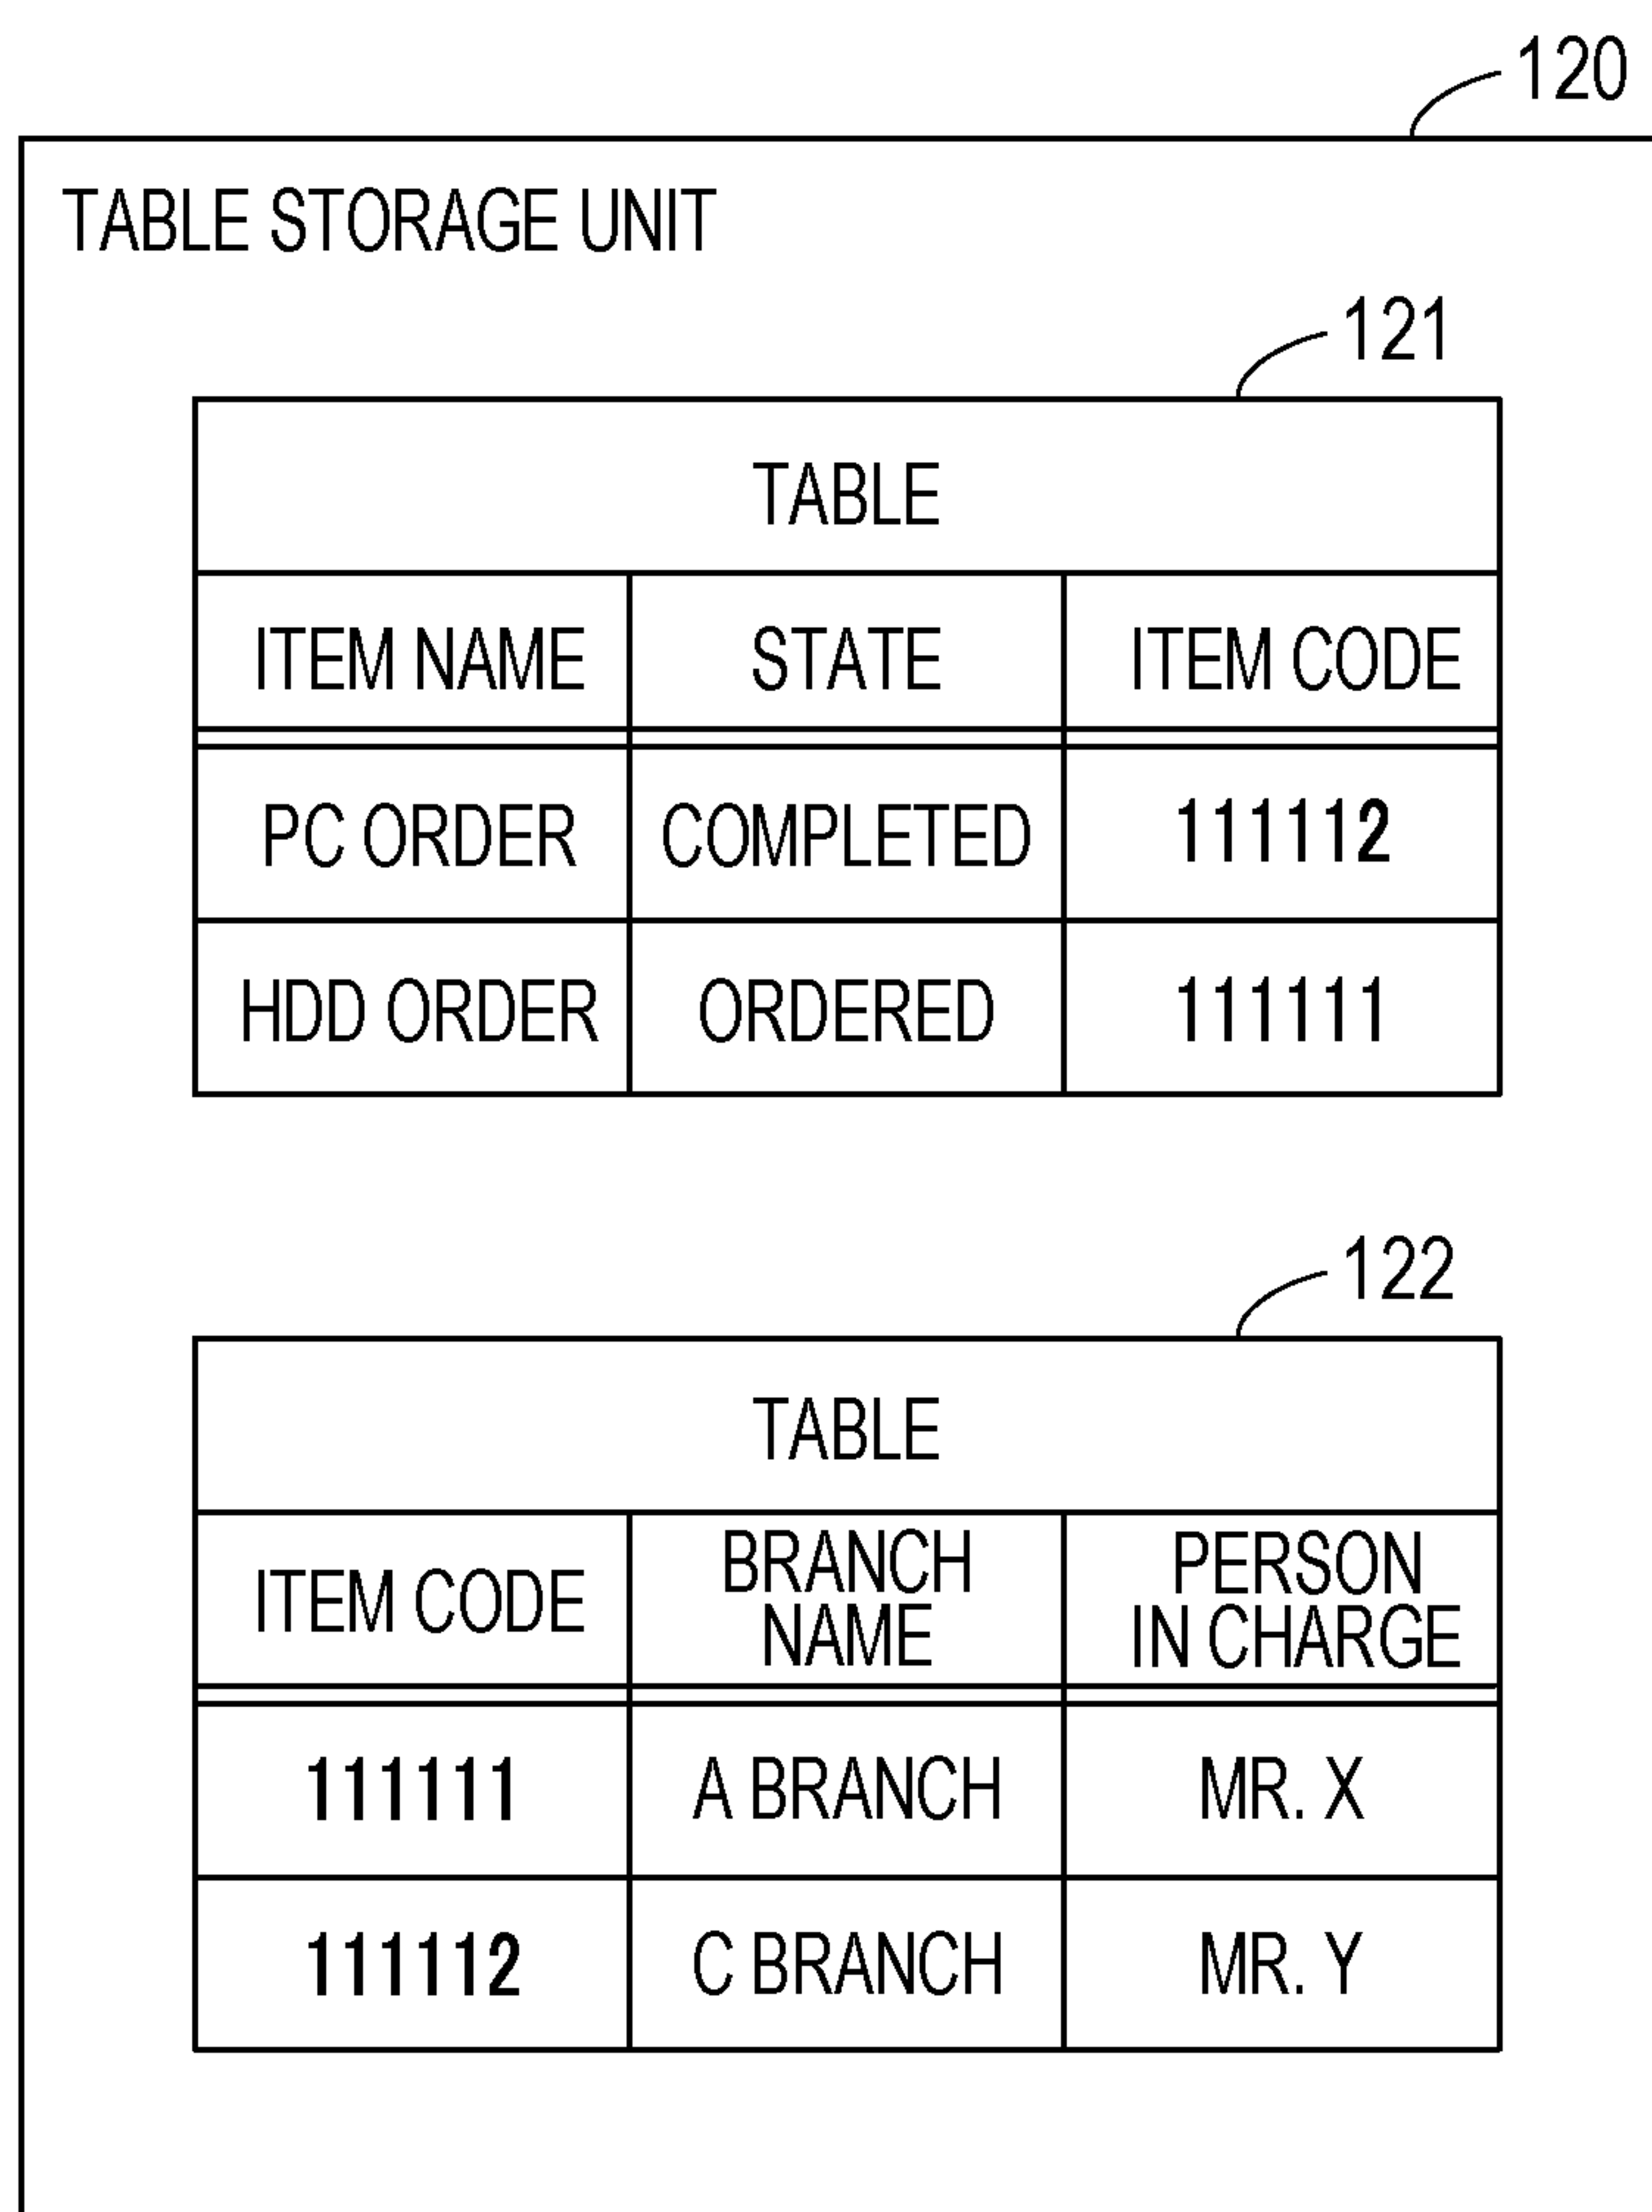 120
TABLE STORAGE UNIT
121
TABLE
ITEM NAME STATE ITEM CODE
PC ORDER COMPLETED 111112
HDD ORDER ORDERED 111111
122
TABLE
ITEM CODE BRANCH NAME PERSON IN CHARGE
111111 A BRANCH MR. X
111112 C BRANCH MR. Y